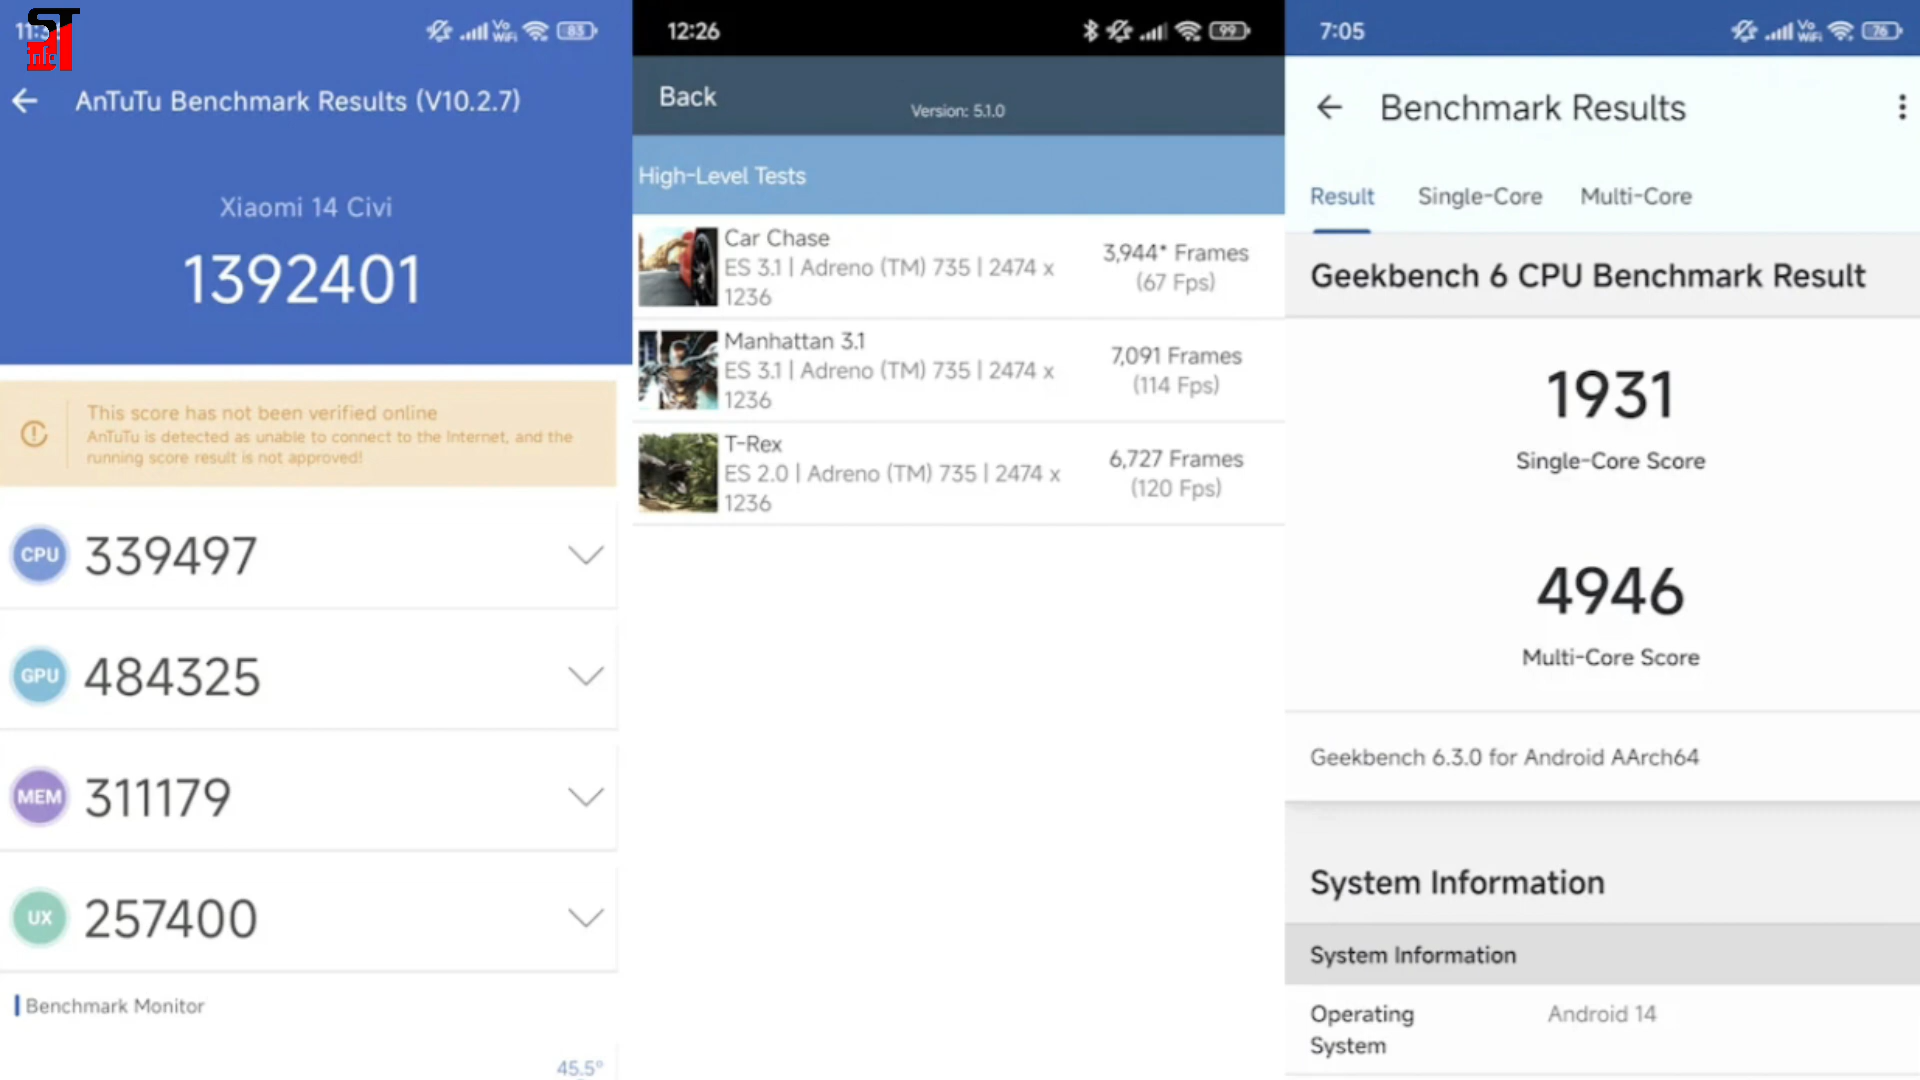 ST
Info
83
AnTuTu Benchmark Results (V10.2.7)
Xiaomi 14 Civi
1392401
This score has not been verified online
AnTuTu is detected as unable to connect to the Internet, and the
running score result is not approved!
CPU 339497
GPU 484325
MEM 311179
UX 257400
Benchmark Monitor
45.5°
12:26
99
Back
Version: 5.1.0
High-Level Tests
Car Chase
ES 3.1 | Adreno (TM) 735 | 2474 x
1236
3,944* Frames
(67 Fps)
Manhattan 3.1
ES 3.1 | Adreno (TM) 735 | 2474 x
1236
7,091 Frames
(114 Fps)
T-Rex
ES 2.0 | Adreno (TM) 735 | 2474 x
1236
6,727 Frames
(120 Fps)
7:05
Vo
WiFi
76
Benchmark Results
Result Single-Core Multi-Core
Geekbench 6 CPU Benchmark Result
1931
Single-Core Score
4946
Multi-Core Score
Geekbench 6.3.0 for Android AArch64
System Information
System Information
Operating
System
Android 14